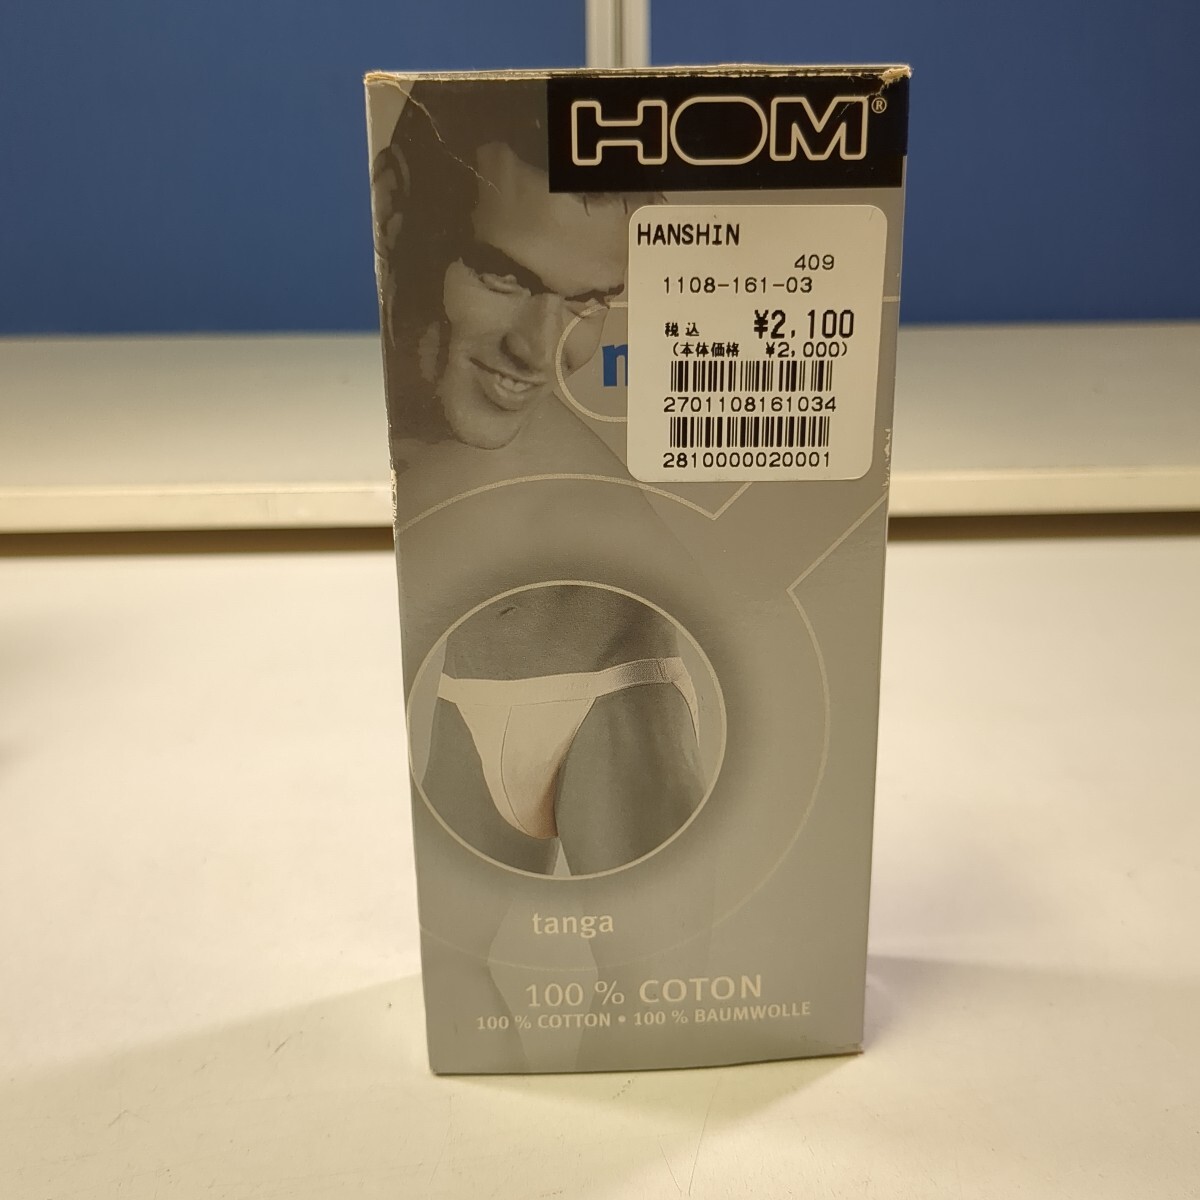 HOM®
HANSHIN
409
1108-161-03
税込 ¥2,100
(本体価格 ¥2,000)
2701108161034
2810000020001
tanga
100 % COTON
100 % COTTON • 100 % BAUMWOLLE